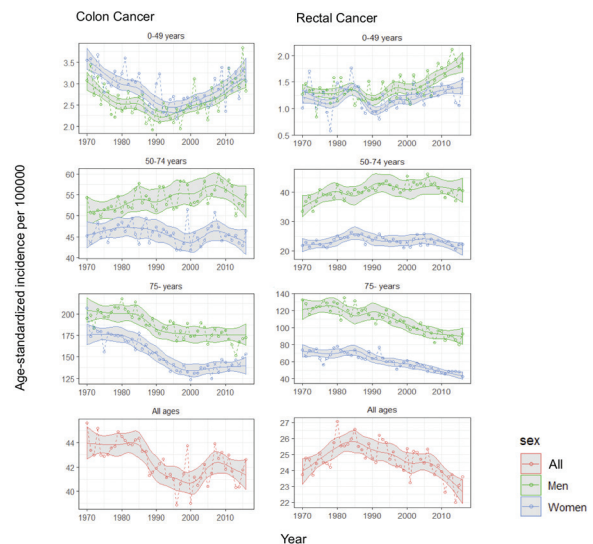 Colon Cancer
Rectal Cancer
0-49 years
0-49 years
3.5
3.0
2.5
2.0
2.0
1.5
1.0
0.5
1970 1980 1990 2000 2010
1970 1980 1990 2000 2010
50-74 years
50-74 years
60
55
50
45
40
40
30
20
1970 1980 1990 2000 2010
1970 1980 1990 2000 2010
75- years
75- years
200
175
150
125
140
120
100
80
60
40
1970 1980 1990 2000 2010
1970 1980 1990 2000 2010
All ages
All ages
44
42
40
27
26
25
24
23
22
1970 1980 1990 2000 2010
1970 1980 1990 2000 2010
Age-standardized incidence per 100000
Year
sex
All
Men
Women